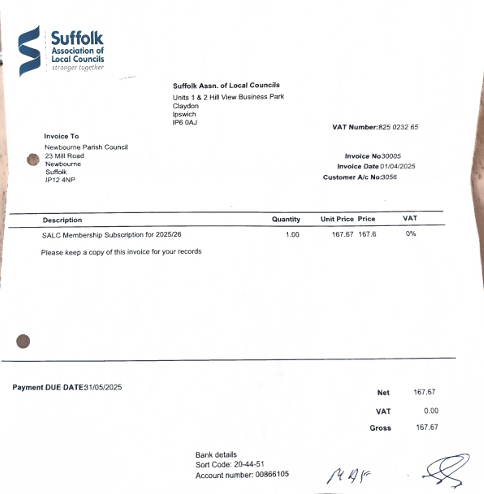 Suffolk
Association of
Local Councils
stronger together
Suffolk Assn. of Local Councils
Units 1 & 2 Hill View Business Park
Claydon
Ipswich
IP6 0AJ
VAT Number:825 0232 65
Invoice To
Newbourne Parish Council
23 Mill Road
Newbourne
Suffolk
IP12 4NP
Invoice No30005
Invoice Date 01/04/2025
Customer A/c No:3056
Description Quantity Unit Price Price VAT
SALC Membership Subscription for 2025/26 1.00 167.67 167.6 0%
Please keep a copy of this invoice for your records
Payment DUE DATE31/05/2025
Net 167.67
VAT 0.00
Gross 167.67
Bank details
Sort Code: 20-44-51
Account number: 00866105